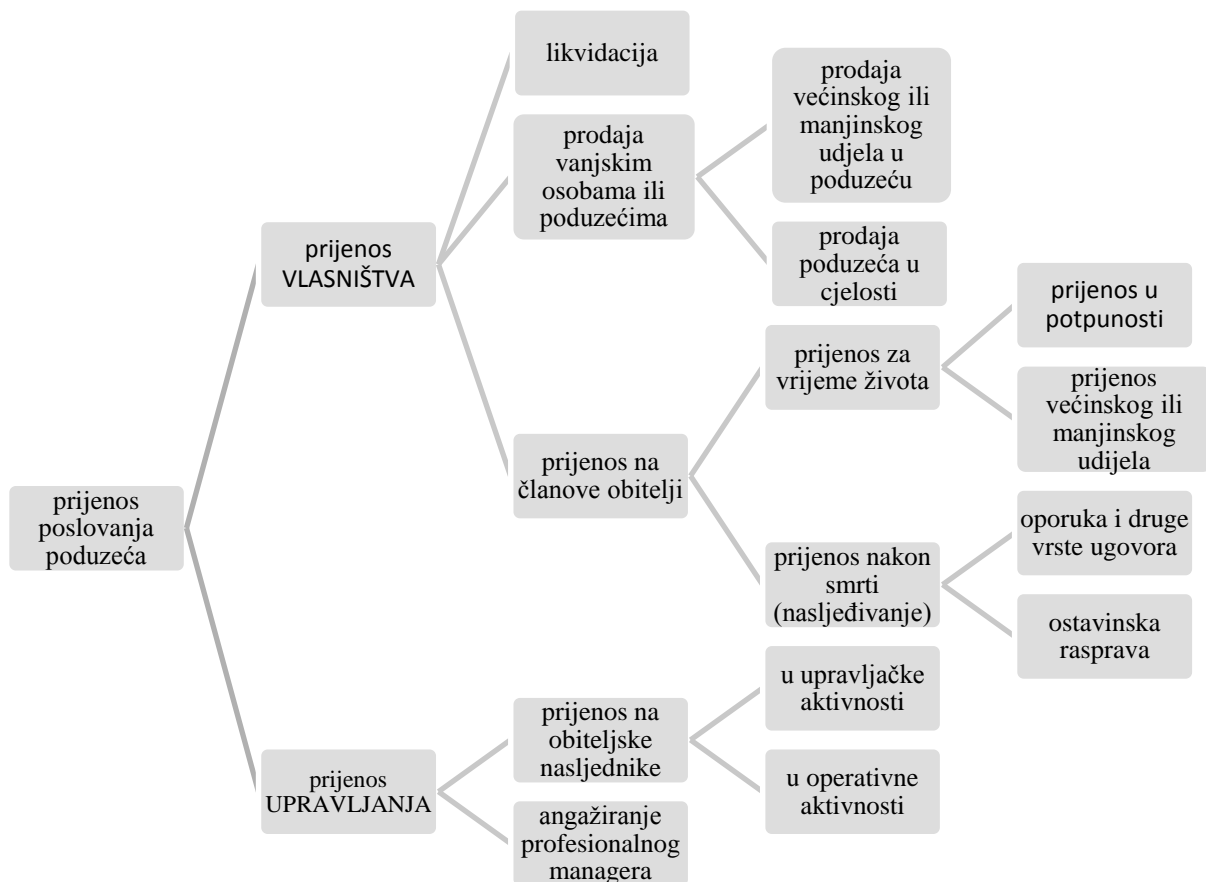 likvidacija
prodaja
vanjskim
osobama ili
poduzećima
prodaja
većinskog ili
manjinskog
udjela u
poduzeću
prodaja
poduzeća u
cjelosti
prijenos
VLASNIŠTVA
prijenos na
članove obitelji
prijenos za
vrijeme života
prijenos u
potpunosti
prijenos
većinskog ili
manjinskog
udijela
prijenos nakon
smrti
(nasljeđivanje)
oporuka i druge
vrste ugovora
ostavinska
rasprava
prijenos
poslovanja
poduzeća
prijenos
UPRAVLJANJA
prijenos na
obiteljske
nasljednike
u upravljačke
aktivnosti
u operativne
aktivnosti
angažiranje
profesionalnog
managera